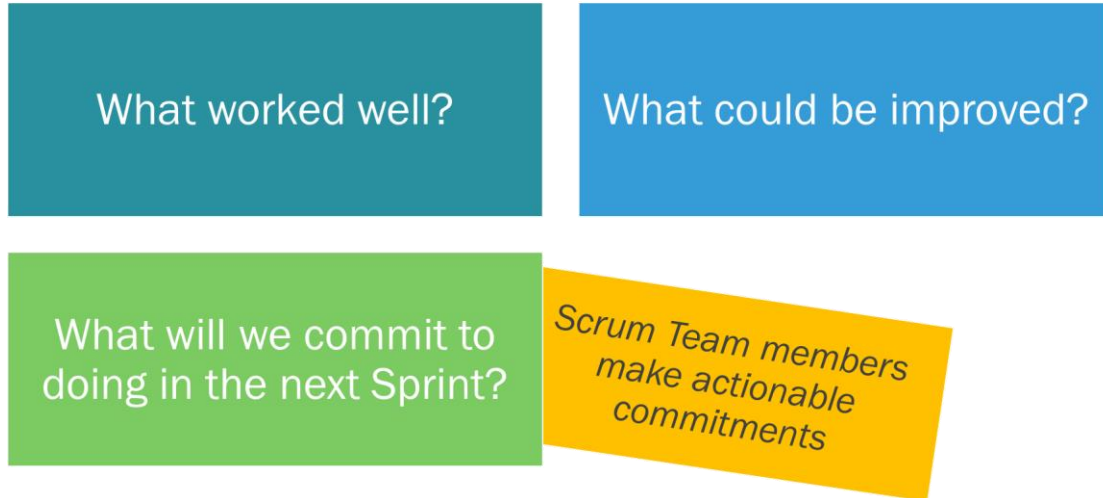 What worked well?
What could be improved?
What will we commit to
doing in the next Sprint?
Scrum Team members
make actionable
commitments